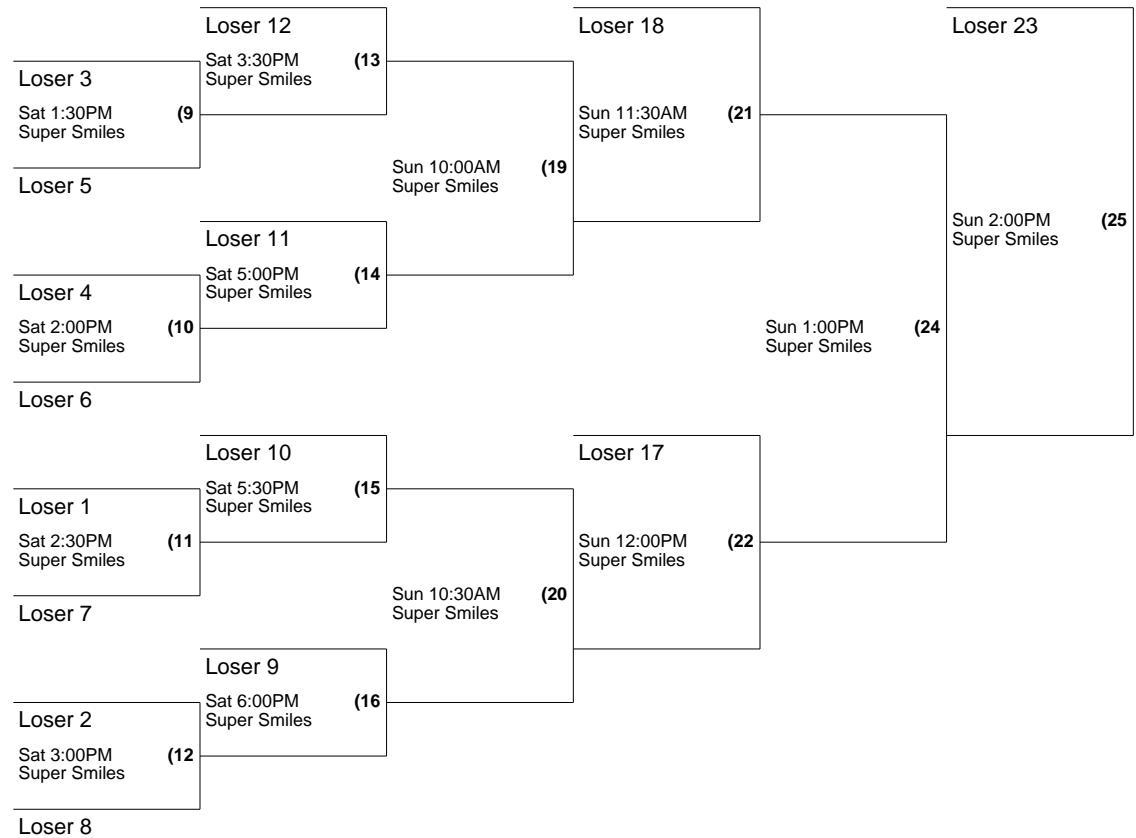 Loser 12
Sat 3:30PM (13
Super Smiles
Loser 3
Sat 1:30PM (9
Super Smiles
Loser 5
Loser 11
Sat 5:00PM (14
Super Smiles
Loser 4
Sat 2:00PM (10
Super Smiles
Loser 6
Loser 10
Sat 5:30PM (15
Super Smiles
Loser 1
Sat 2:30PM (11
Super Smiles
Loser 7
Loser 9
Sat 6:00PM (16
Super Smiles
Loser 2
Sat 3:00PM (12
Super Smiles
Loser 8
Sun 10:00AM (19
Super Smiles
Sun 10:30AM (20
Super Smiles
Loser 18
Sun 11:30AM (21
Super Smiles
Loser 17
Sun 12:00PM (22
Super Smiles
Sun 1:00PM (24
Super Smiles
Loser 23
Sun 2:00PM (25
Super Smiles